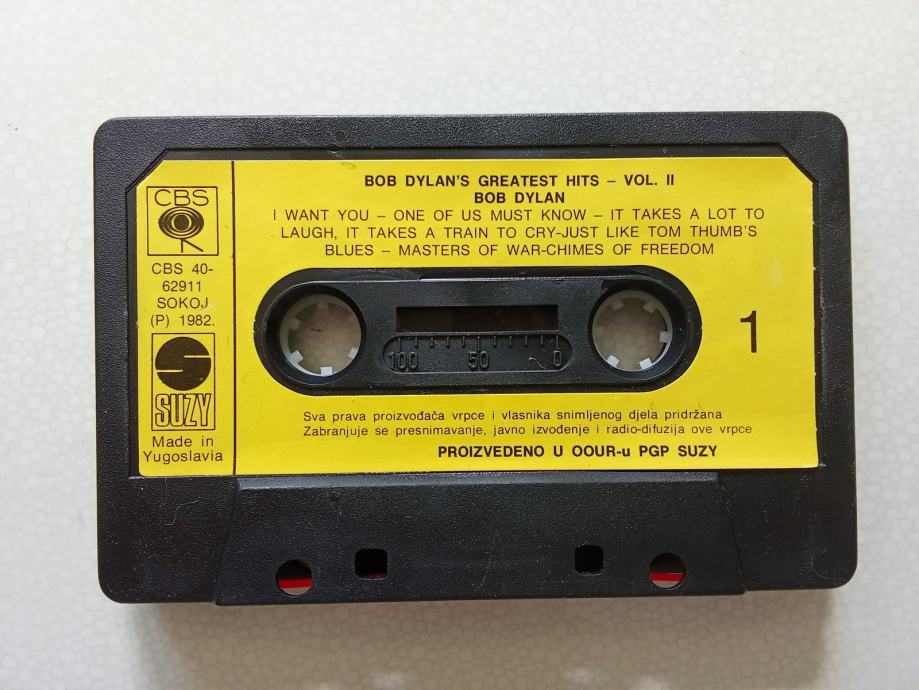 BOB DYLAN'S GREATEST HITS – VOL. II
BOB DYLAN
I WANT YOU – ONE OF US MUST KNOW – IT TAKES A LOT TO
LAUGH, IT TAKES A TRAIN TO CRY-JUST LIKE TOM THUMB'S
BLUES – MASTERS OF WAR-CHIMES OF FREEDOM
CBS
CBS 40-
62911
SOKOJ
(P) 1982.
SUZY
Made in
Yugoslavia
100 50 0
1
Sva prava proizvođača vrpce i vlasnika snimljenog djela pridržana
Zabranjuje se presnimavanje, javno izvođenje i radio-difuzija ove vrpce
PROIZVEDENO U OOUR-u PGP SUZY